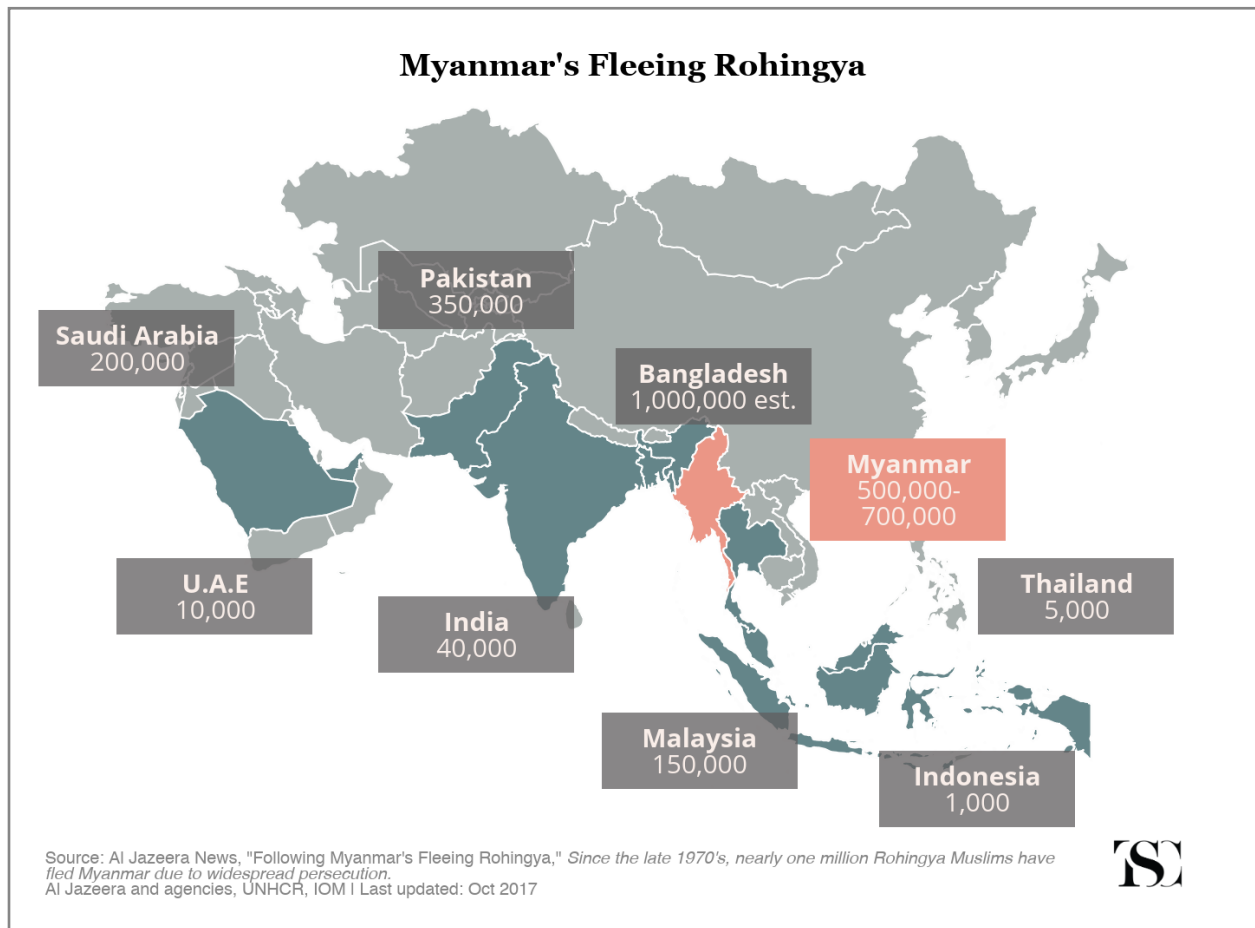 Myanmar's Fleeing Rohingya
Pakistan
350,000
Saudi Arabia
200,000
Bangladesh
1,000,000 est.
Myanmar
500,000-
700,000
U.A.E
10,000
India
40,000
Thailand
5,000
Malaysia
150,000
Indonesia
1,000
Source: Al Jazeera News, "Following Myanmar's Fleeing Rohingya," Since the late 1970's, nearly one million Rohingya Muslims have
fled Myanmar due to widespread persecution.
Al Jazeera and agencies, UNHCR, IOM I Last updated: Oct 2017
TSC